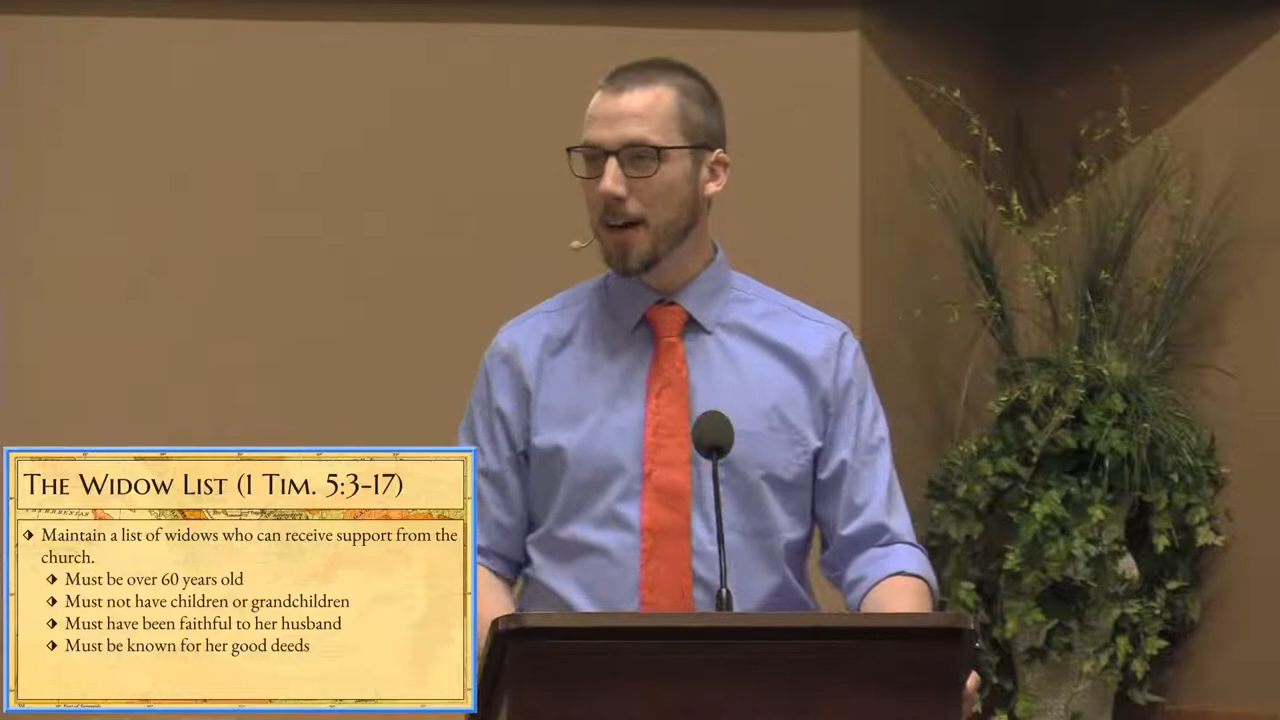 The Widow List (1 Tim. 5:3-17)
Maintain a list of widows who can receive support from the
church.
Must be over 60 years old
Must not have children or grandchildren
Must have been faithful to her husband
Must be known for her good deeds